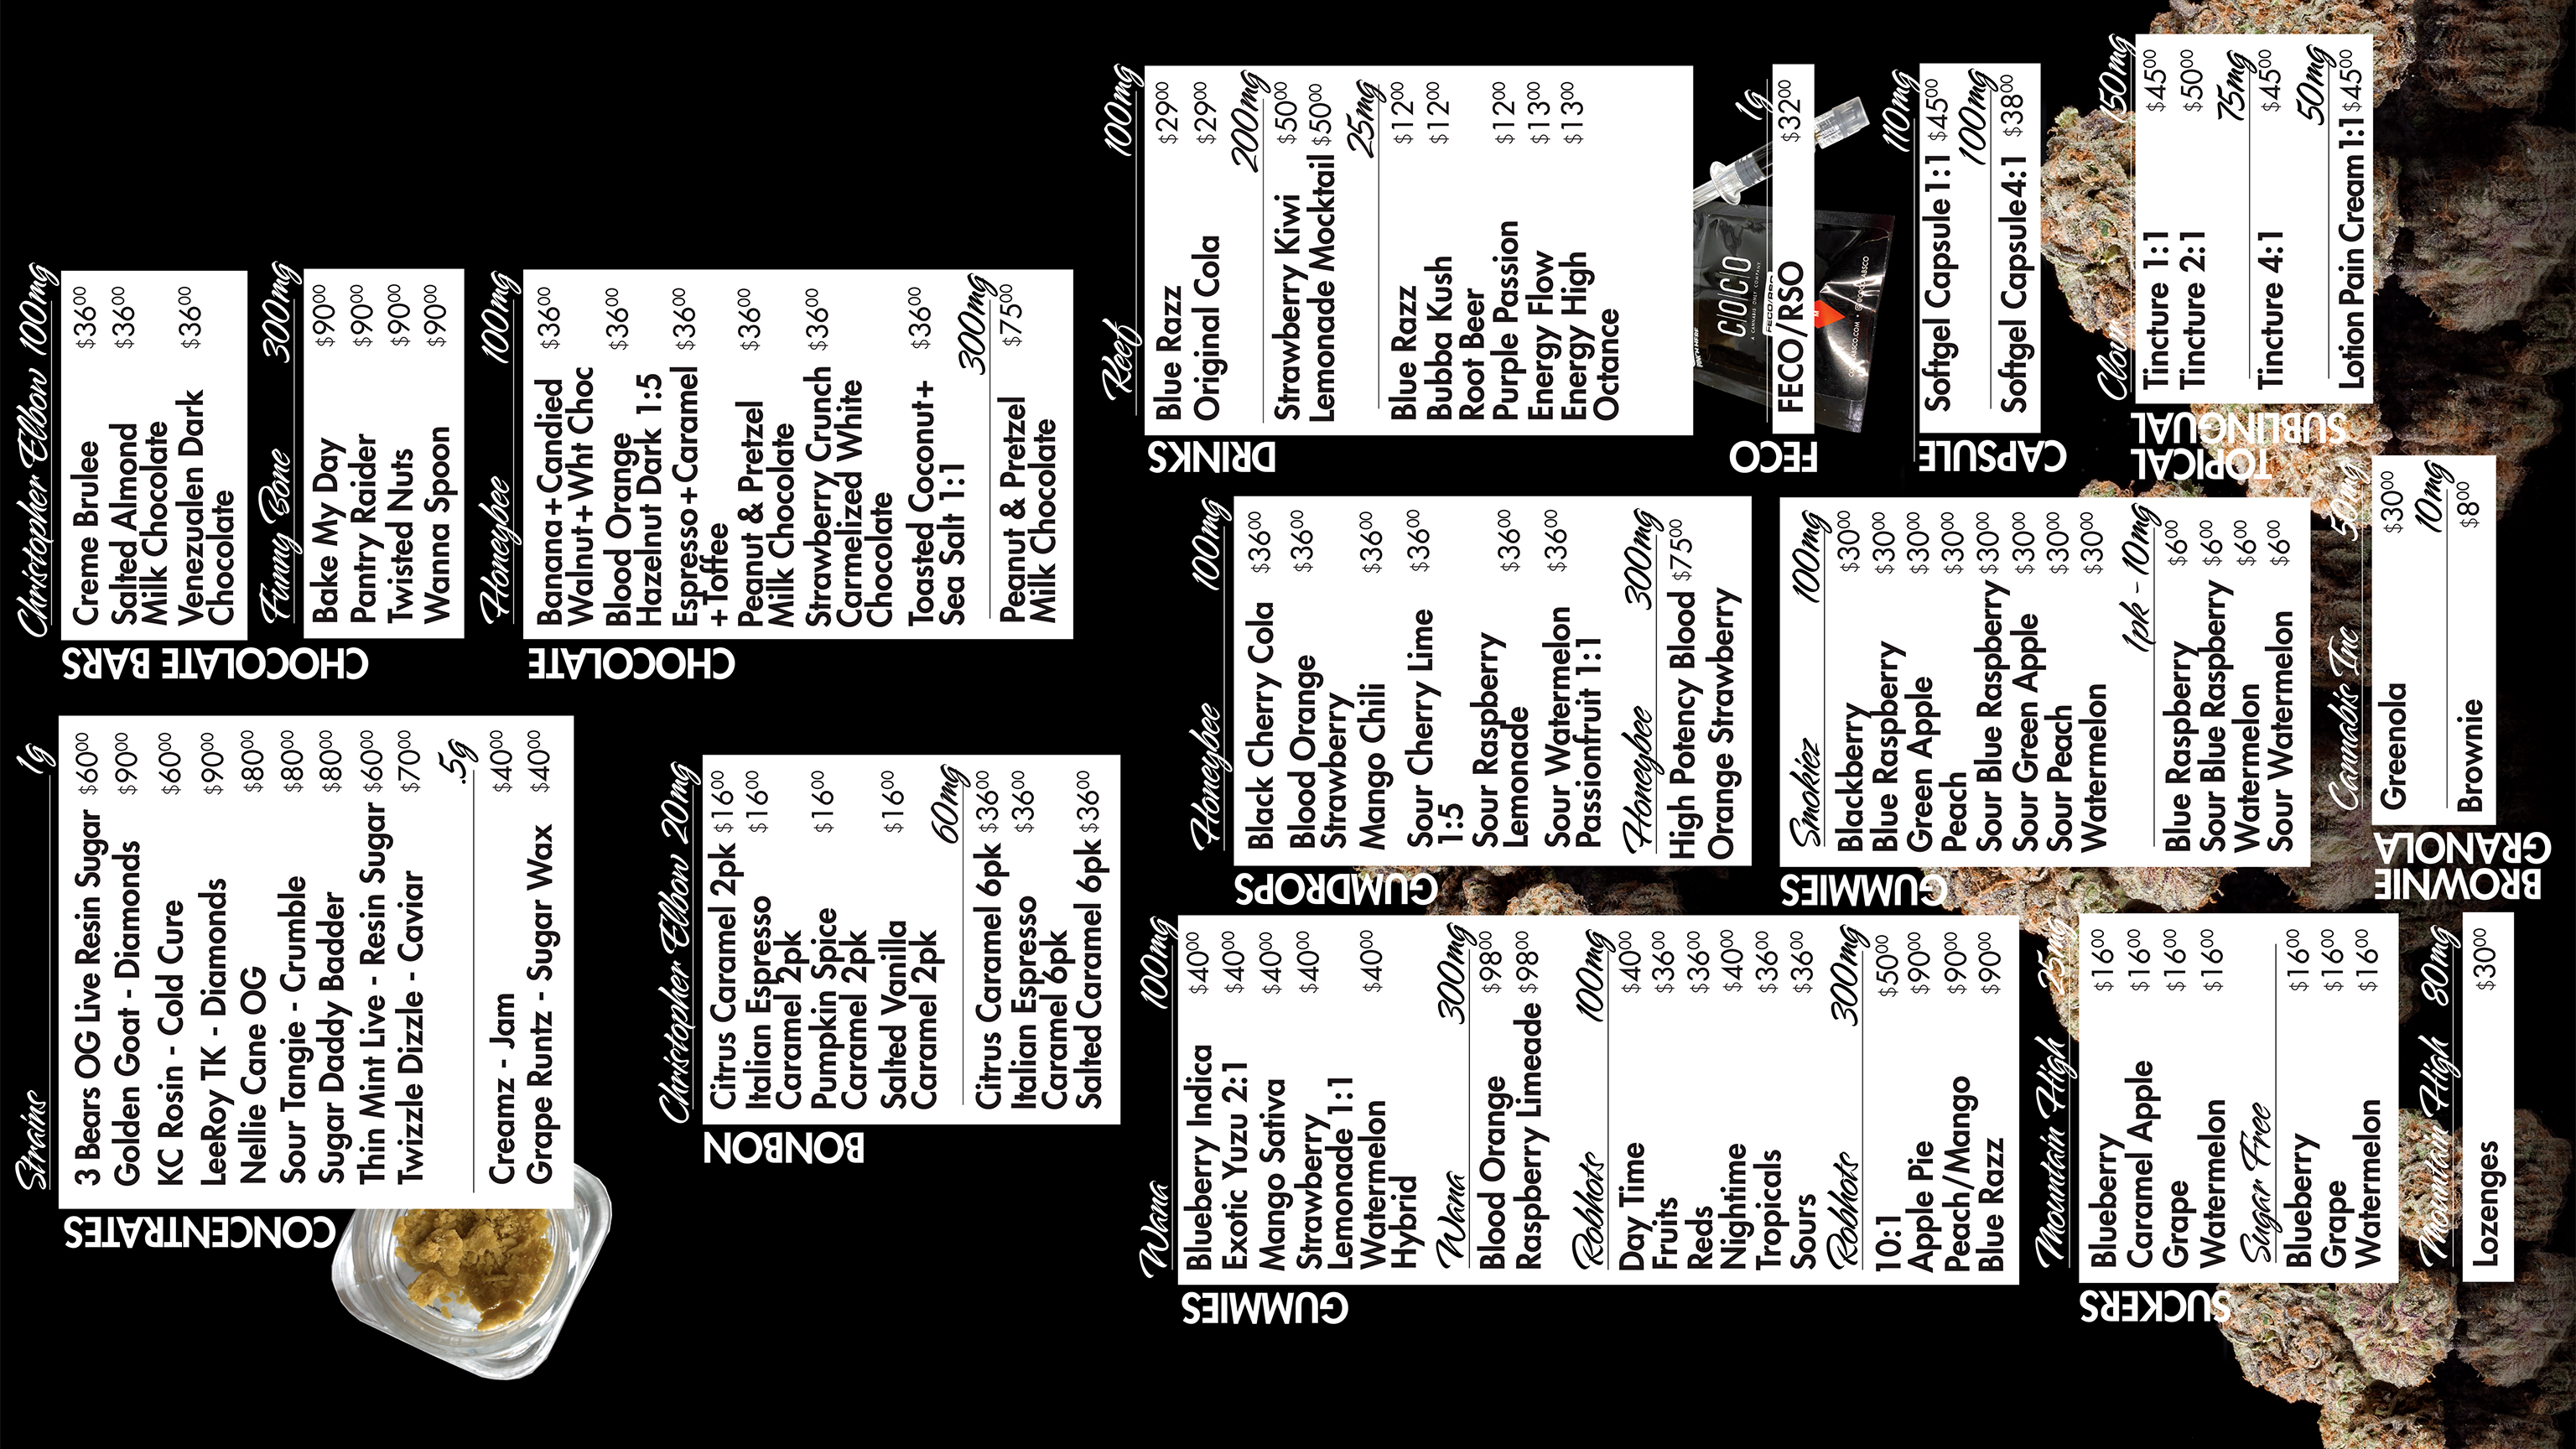 CONCENTRATES
Strains 1g
3 Bears OG Live Resin Sugar $60.00
Golden Goat - Diamonds $90.00
KC Rosin - Cold Cure $60.00
LeeRoy TK - Diamonds $90.00
Nellie Cane OG $80.00
Sour Tangie - Crumble $80.00
Sugar Daddy Badder $80.00
Thin Mint Live - Resin Sugar $60.00
Twizzle Dizzle - Caviar $70.00
.5g
Creamz - Jam $40.00
Grape Runtz - Sugar Wax $40.00
CHOCOLATE BARS
Christopher Elbow 100mg
Creme Brulee $36.00
Salted Almond $36.00
Milk Chocolate
Venezualen Dark $36.00
Chocolate
Funny Bone 300mg
Bake My Day $90.00
Pantry Raider $90.00
Twisted Nuts $90.00
Wanna Spoon $90.00
CHOCOLATE
Honeybee 100mg
Banana+Candied $36.00
Walnut+Wht Choc
Blood Orange $36.00
Hazelnut Dark 1:5
Espresso+Caramel $36.00
+Toffee
Peanut & Pretzel $36.00
Milk Chocolate
Strawberry Crunch $36.00
Carmelized White
Chocolate
Toasted Coconut+ $36.00
Sea Salt 1:1
300mg
Peanut & Pretzel $75.00
Milk Chocolate
BONBON
Christopher Elbow 20mg
Citrus Caramel 2pk $16.00
Italian Espresso $16.00
Caramel 2pk
Pumpkin Spice $16.00
Caramel 2pk
Salted Vanilla $16.00
Caramel 2pk
60mg
Citrus Caramel 6pk $36.00
Italian Espresso $36.00
Caramel 6pk
Salted Caramel 6pk $36.00
GUMMIES
Wana 100mg
Blueberry Indica $40.00
Exotic Yuzu 2:1 $40.00
Mango Sativa $40.00
Strawberry $40.00
Lemonade 1:1
Watermelon $40.00
Hybrid
Wana 300mg
Blood Orange $98.00
Raspberry Limeade $98.00
Robhots 100mg
Day Time $40.00
Fruits $36.00
Reds $36.00
Nightime $40.00
Tropicals $36.00
Sours $36.00
Robhots 300mg
10:1 $50.00
Apple Pie $90.00
Peach/Mango $90.00
Blue Razz $90.00
SUCKERS
Mountain High 25mg
Blueberry $16.00
Caramel Apple $16.00
Grape $16.00
Watermelon $16.00
Sugar Free
Blueberry $16.00
Grape $16.00
Watermelon $16.00
Mountain High 80mg
Lozenges $30.00
GUMDROPS
Honeybee 100mg
Black Cherry Cola $36.00
Blood Orange $36.00
Strawberry
Mango Chili $36.00
Sour Cherry Lime $36.00
1:5
Sour Raspberry $36.00
Lemonade
Sour Watermelon $36.00
Passionfruit 1:1
Honeybee 300mg
High Potency Blood $75.00
Orange Strawberry
GUMMIES
Smokiez 100mg
Blackberry $30.00
Blue Raspberry $30.00
Green Apple $30.00
Peach $30.00
Sour Blue Raspberry $30.00
Sour Green Apple $30.00
Sour Peach $30.00
Watermelon $30.00
1pk - 10mg
Blue Raspberry $6.00
Sour Blue Raspberry $6.00
Watermelon $6.00
Sour Watermelon $6.00
BROWNIE
GRANOLA
Cannabis Inc 50mg
Greenola $30.00
10mg
Brownie $8.00
DRINKS
Keef 100mg
Blue Razz $29.00
Original Cola $29.00
200mg
Strawberry Kiwi $50.00
Lemonade Mocktail $50.00
25mg
Blue Razz $12.00
Bubba Kush $12.00
Root Beer
Purple Passion $12.00
Energy Flow $13.00
Energy High $13.00
Octance
FECO
1g
c|o|c|o
A CANNABIS ONLY COMPANY
FECO/RSO
FECO/RSO $32.00
CAPSULE
110mg
Softgel Capsule 1:1 $45.00
100mg
Softgel Capsule4:1 $38.00
TOPICAL
SUBLINGUAL
Clovr 150mg
Tincture 1:1 $45.00
Tincture 2:1 $50.00
75mg
Tincture 4:1 $45.00
50mg
Lotion Pain Cream 1:1 $45.00